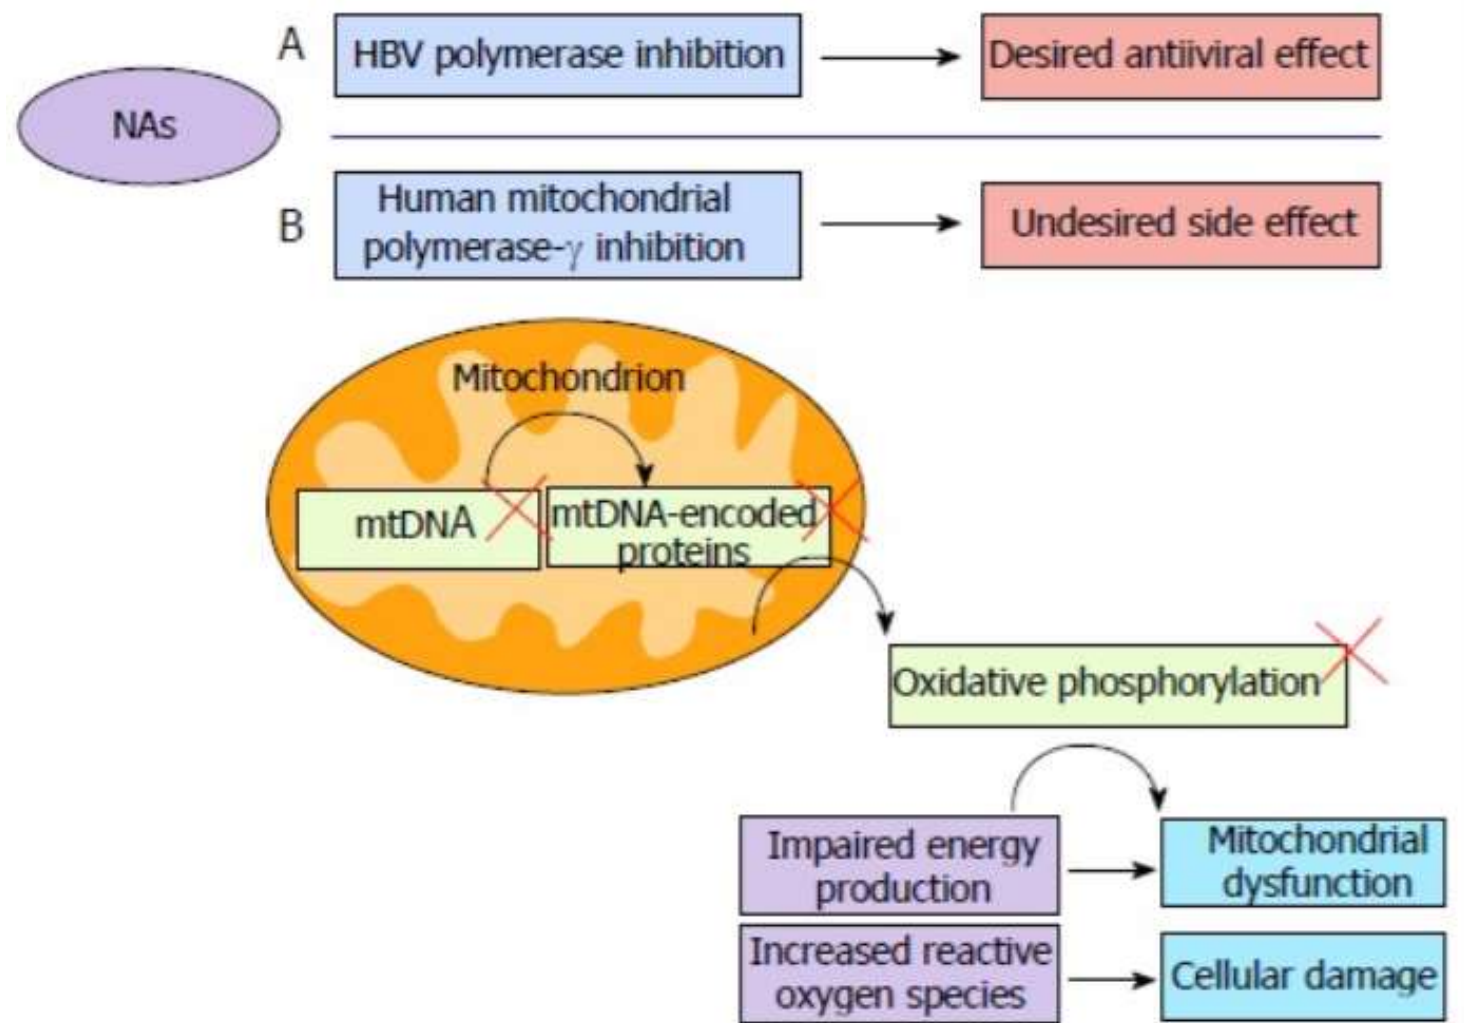 A
HBV polymerase inhibition
Desired antiiviral effect
NAs
B
Human mitochondrial
polymerase-γ inhibition
Undesired side effect
Mitochondrion
mtDNA
mtDNA-encoded
proteins
Oxidative phosphorylation
Impaired energy
production
Mitochondrial
dysfunction
Increased reactive
oxygen species
Cellular damage